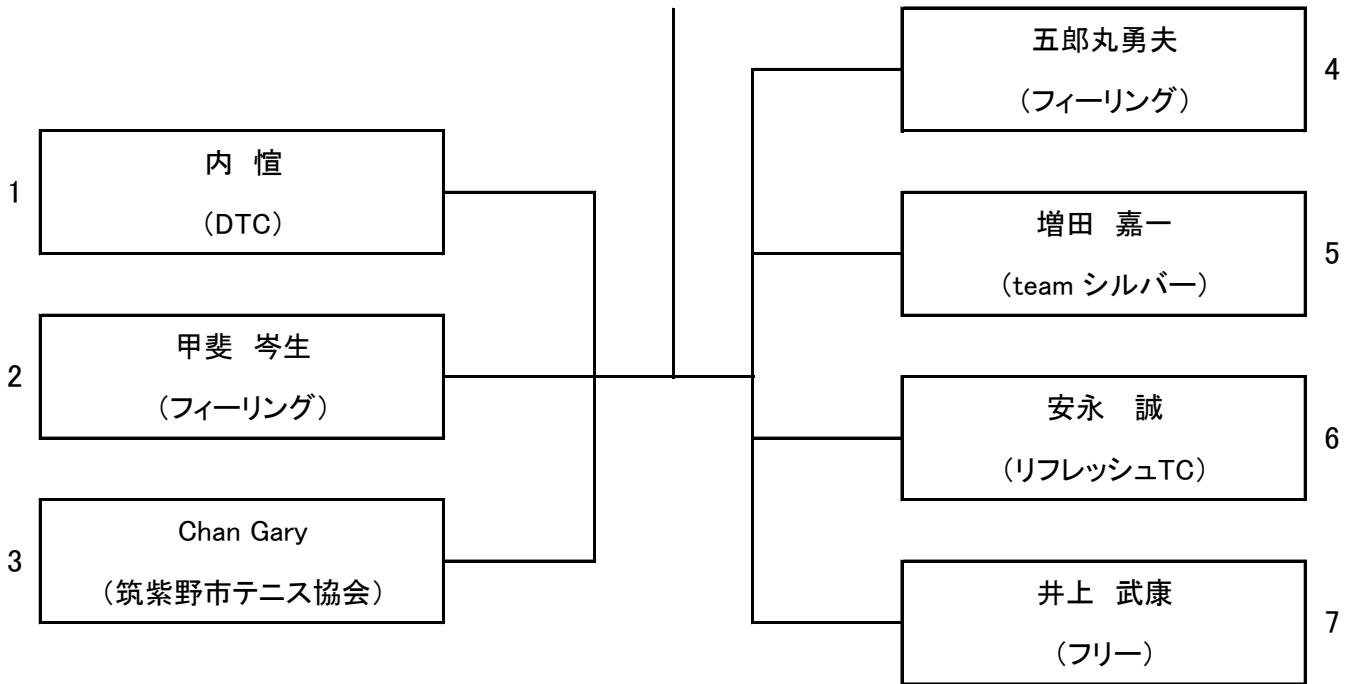 1
内 愃
(DTC)
2
甲斐 岑生
(フィーリング)
3
Chan Gary
(筑紫野市テニス協会)
五郎丸勇夫
(フィーリング)
4
増田 嘉一
(team シルバー)
5
安永 誠
(リフレッシュTC)
6
井上 武康
(フリー)
7